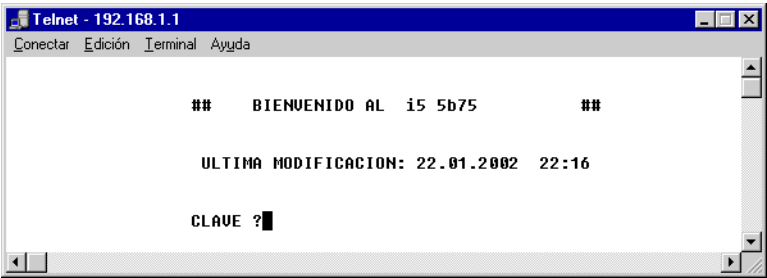 Telnet - 192.168.1.1
Conectar Edición Terminal Ayuda
## BIENVENIDO AL i5 5b75 ##
ULTIMA MODIFICACION: 22.01.2002 22:16
CLAVE ?